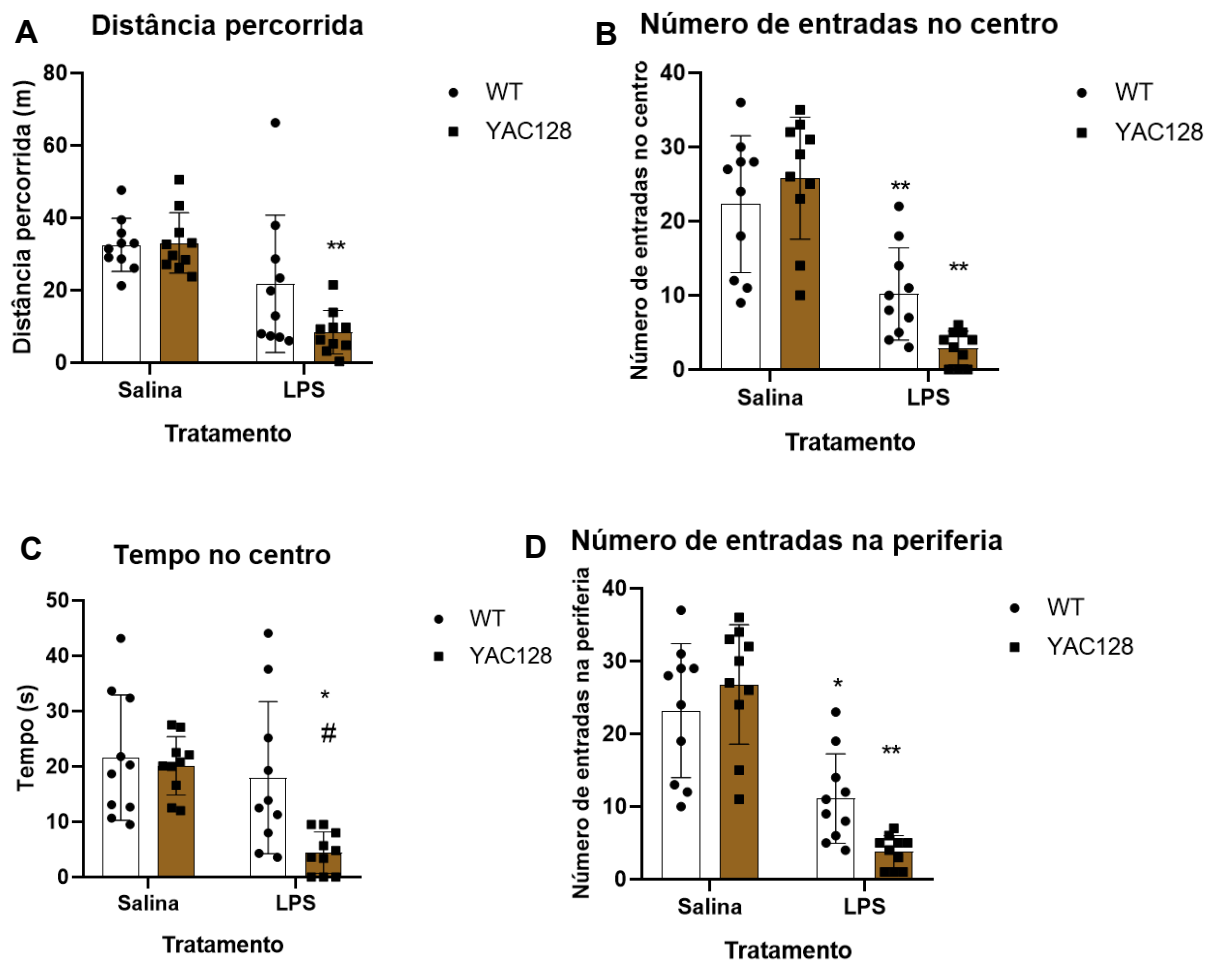 A
Distância percorrida
Distância percorrida (m)
80
60
40
20
0
**
Salina
LPS
Tratamento
WT
YAC128
B
Número de entradas no centro
Número de entradas no centro
40
30
20
10
0
**
**
Salina
LPS
Tratamento
WT
YAC128
C
Tempo no centro
Tempo (s)
50
40
30
20
10
0
*
#
Salina
LPS
Tratamento
WT
YAC128
D
Número de entradas na periferia
Número de entradas na periferia
40
30
20
10
0
*
**
Salina
LPS
Tratamento
WT
YAC128